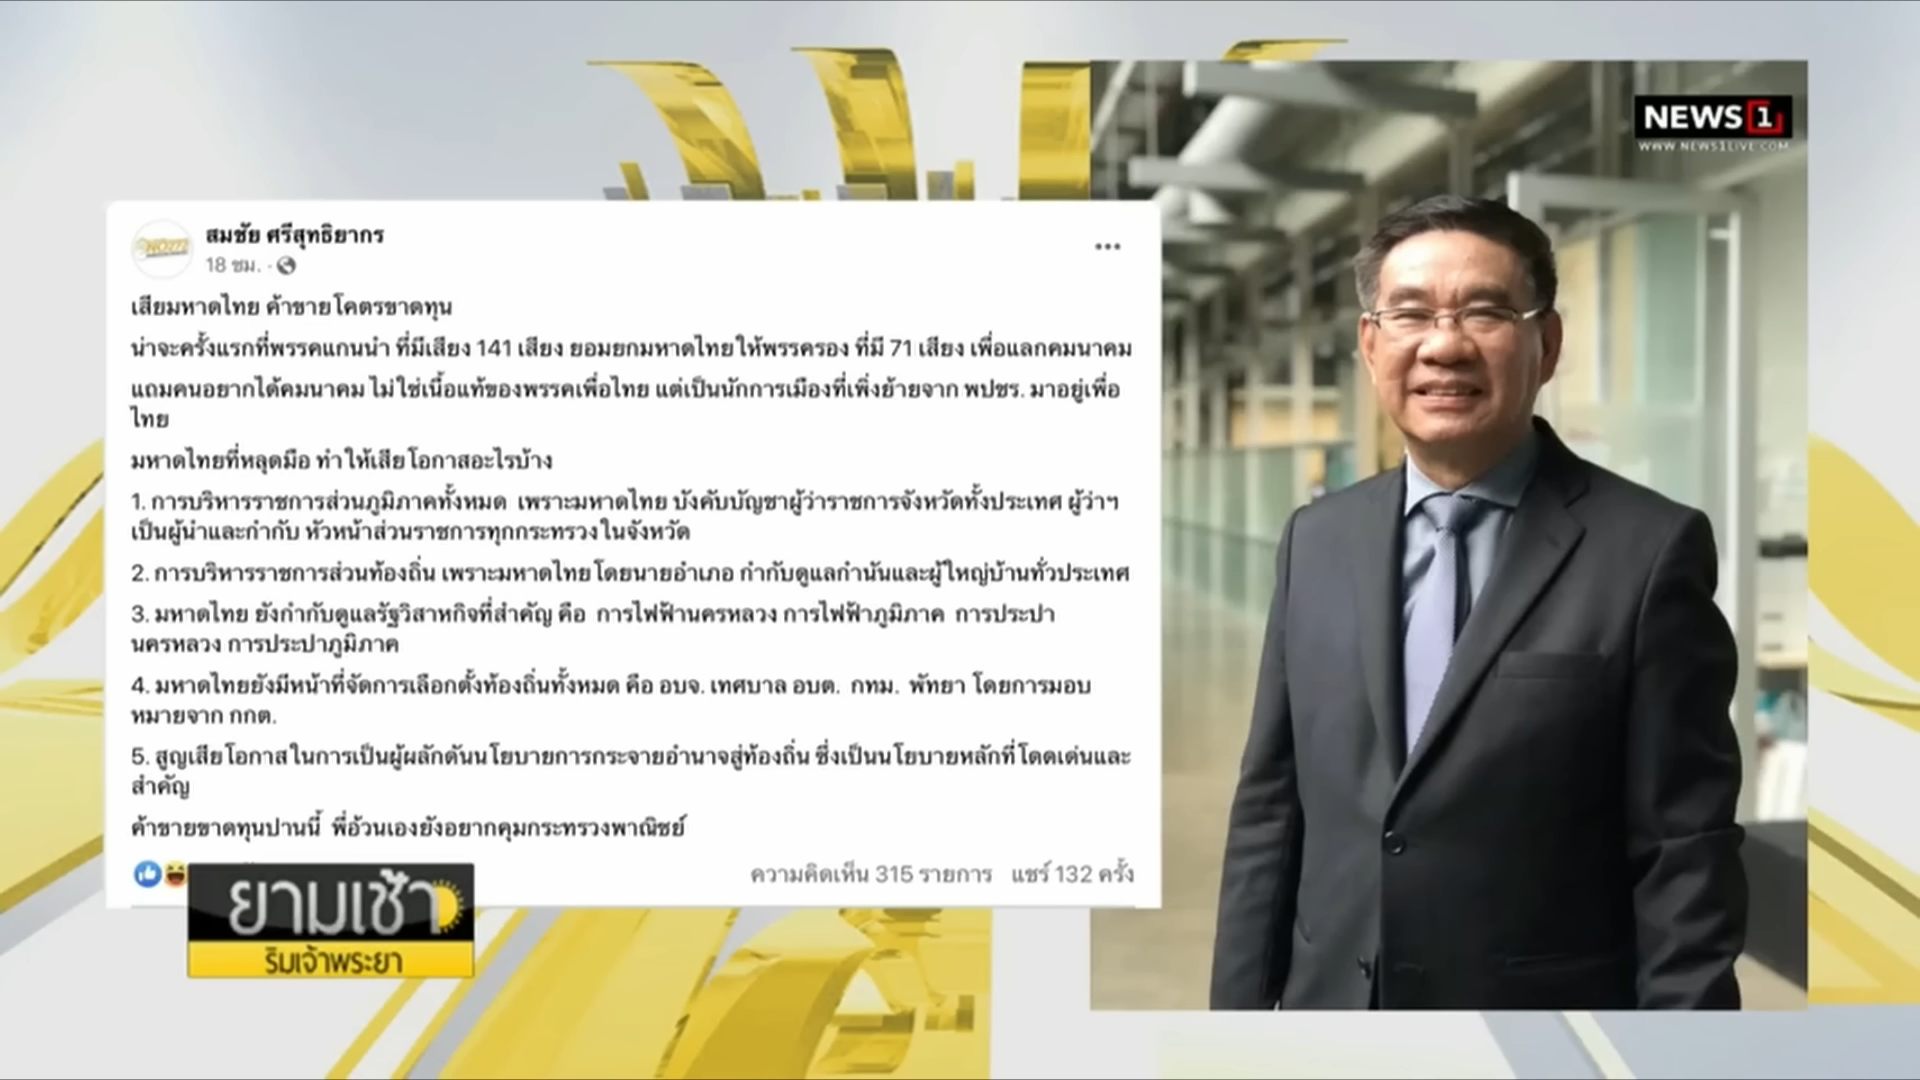 NEWS 1
WWW.NEWS1LIVE.COM
สมชัย ศรีสุทธิยากร
18 ชม.
เสียมหาดไทย ค้าขายโคตรขาดทุน
น่าจะครั้งแรกที่พรรคแกนนำ ที่มีเสียง 141 เสียง ยอมยกมหาดไทยให้พรรครอง ที่มี 71 เสียง เพื่อแลกคมนาคม
แถมคนอยากได้คมนาคม ไม่ใช่เนื้อแท้ของพรรคเพื่อไทย แต่เป็นนักการเมืองที่เพิ่งย้ายจาก พปชร. มาอยู่เพื่อ
ไทย
มหาดไทยที่หลุดมือ ทำให้เสียโอกาสอะไรบ้าง
1. การบริหารราชการส่วนภูมิภาคทั้งหมด เพราะมหาดไทย บังคับบัญชาผู้ว่าราชการจังหวัดทั้งประเทศ ผู้ว่าฯ
เป็นผู้นำและกำกับ หัวหน้าส่วนราชการทุกกระทรวงในจังหวัด
2. การบริหารราชการส่วนท้องถิ่น เพราะมหาดไทยโดยนายอำเภอ กำกับดูแลกำนันและผู้ใหญ่บ้านทั่วประเทศ
3. มหาดไทย ยังกำกับดูแลรัฐวิสาหกิจที่สำคัญ คือ การไฟฟ้านครหลวง การไฟฟ้าภูมิภาค การประปา
นครหลวง การประปาภูมิภาค
4. มหาดไทยยังมีหน้าที่จัดการเลือกตั้งท้องถิ่นทั้งหมด คือ อบจ. เทศบาล อบต. กทม. พัทยา โดยการมอบ
หมายจาก กกต.
5. สูญเสียโอกาสในการเป็นผู้ผลักดันนโยบายการกระจายอำนาจสู่ท้องถิ่น ซึ่งเป็นนโยบายหลักที่โดดเด่นและ
สำคัญ
ค้าขายขาดทุนปานนี้ พี่อ้วนเองยังอยากคุมกระทรวงพาณิชย์
ความคิดเห็น 315 รายการ แชร์ 132 ครั้ง
ยามเช้า
ริมเจ้าพระยา